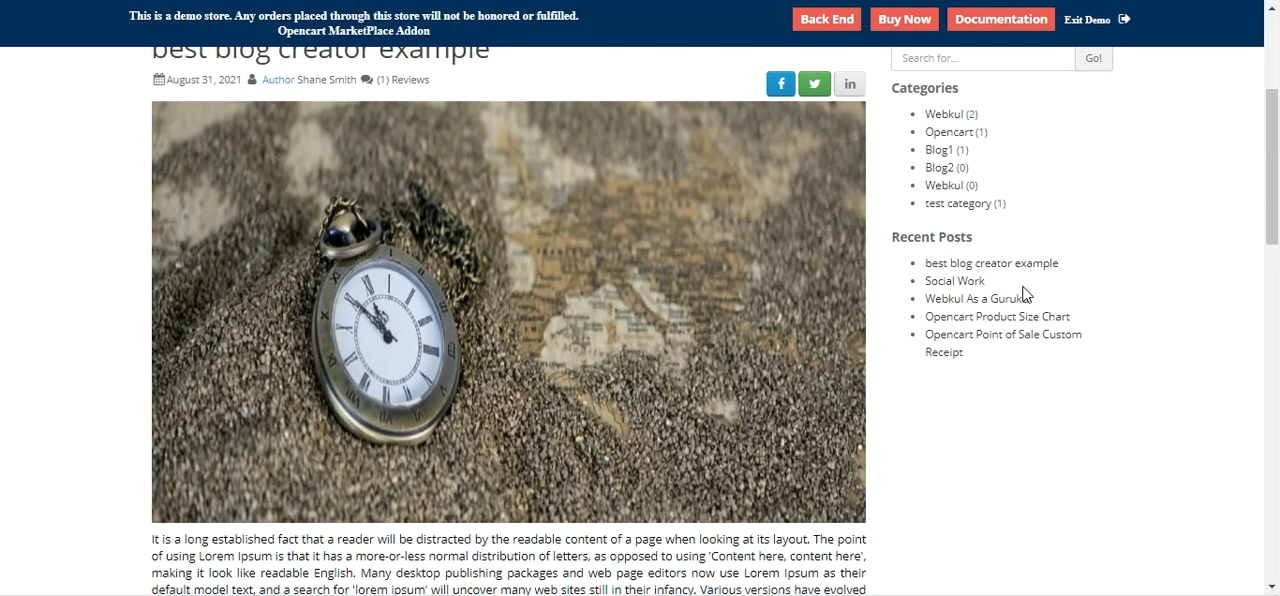 This is a demo store. Any orders placed through this store will not be honored or fulfilled.
Opencart MarketPlace Addon
Back End
Buy Now
Documentation
Exit Demo
best blog creator example
August 31, 2021 Author Shane Smith (1) Reviews
Search for...
Go!
Categories
Webkul (2)
Opencart (1)
Blog1 (1)
Blog2 (0)
Webkul (0)
test category (1)
Recent Posts
best blog creator example
Social Work
Webkul As a
Opencart Product Size Chart
Opencart Point of Sale Custom
Receipt
It is a long established fact that a reader will be distracted by the readable content of a page when looking at its layout. The point
of using Lorem Ipsum is that it has a more-or-less normal distribution of letters, as opposed to using 'Content here, content here',
making it look like readable English. Many desktop publishing packages and web page editors now use Lorem Ipsum as their
default model text, and a search for 'lorem ipsum' will uncover many web sites still in their infancy. Various versions have evolved